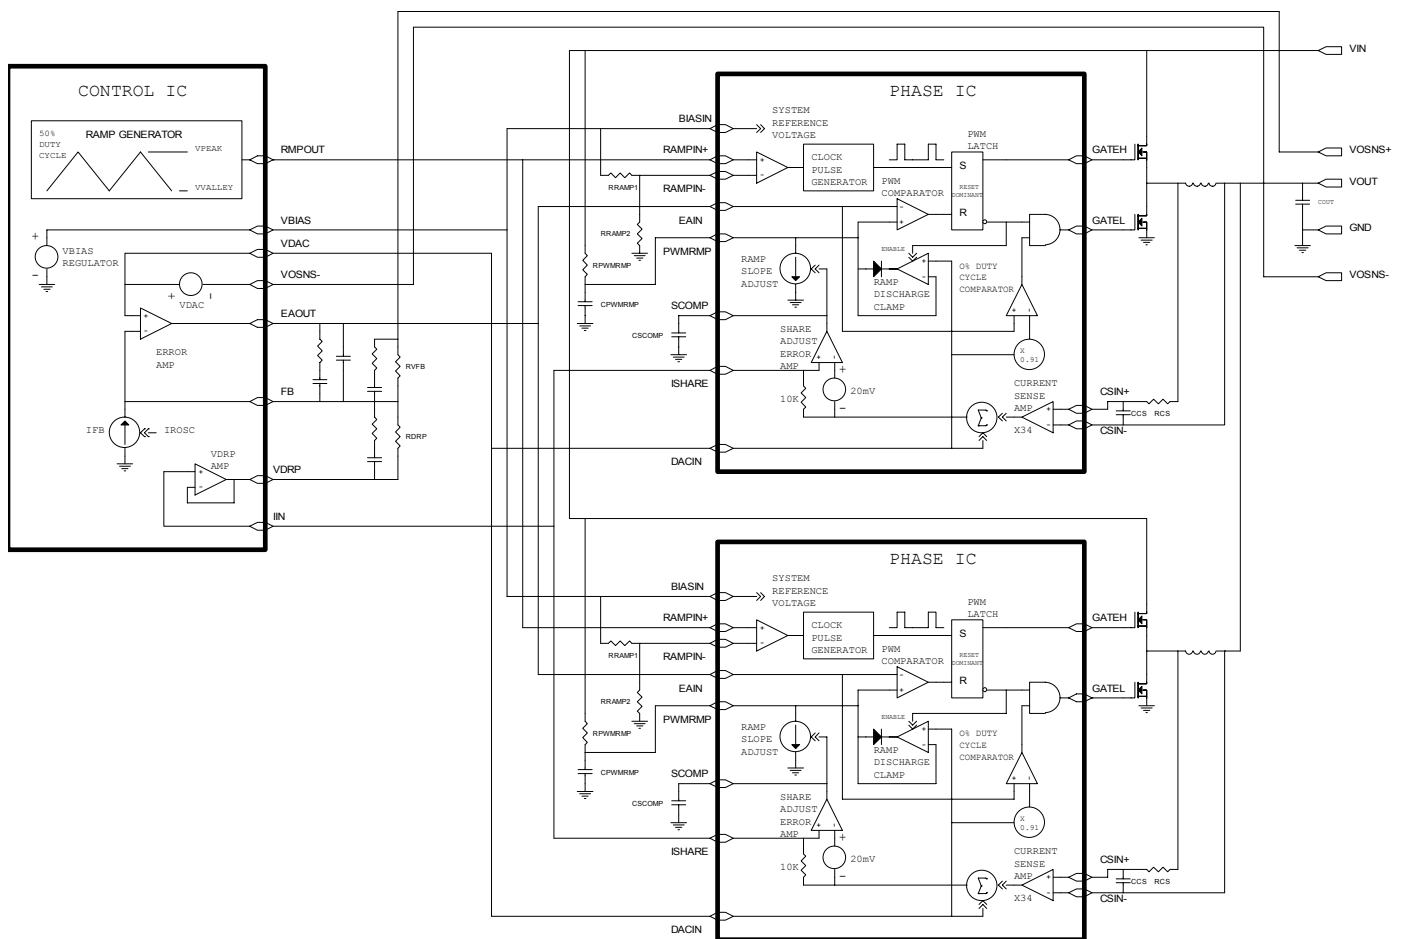 VIN
CONTROL IC
PHASE IC
50%
DUTY
CYCLE
RAMP GENERATOR
VPEAK
VVALLEY
RMPOUT
VBIAS
VDAC
VOSNS-
EAOUT
FB
VDRP
IIN
+
-
VBIAS
REGULATOR
+
-
VDAC
+
-
ERROR
AMP
IFB
IROSC
VDRP
AMP
+
-
RVFB
RDRP
BIASIN
RAMPIN+
RAMPIN-
EAIN
PWMRMP
SCOMP
ISHARE
DACIN
RRAMP1
RRAMP2
RPWMRMP
CPWMRMP
CSCOMP
SYSTEM
REFERENCE
VOLTAGE
+
-
CLOCK
PULSE
GENERATOR
PWM
LATCH
S
RESET
DOMINANT
R
PWM
COMPARATOR
-
+
ENABLE
+
-
RAMP
DISCHARGE
CLAMP
RAMP
SLOPE
ADJUST
0% DUTY
CYCLE
COMPARATOR
+
-
X
0.91
SHARE
ADJUST
ERROR
AMP
+
-
+
20mV
-
10K
Σ
CURRENT
SENSE
AMP
X34
+
-
GATEH
GATEL
CSIN+
CSIN-
CCS
RCS
VOSNS+
VOUT
COUT
GND
VOSNS-
PHASE IC
BIASIN
RAMPIN+
RAMPIN-
EAIN
PWMRMP
SCOMP
ISHARE
DACIN
RRAMP1
RRAMP2
RPWMRMP
CPWMRMP
CSCOMP
SYSTEM
REFERENCE
VOLTAGE
+
-
CLOCK
PULSE
GENERATOR
PWM
LATCH
S
RESET
DOMINANT
R
PWM
COMPARATOR
-
+
ENABLE
+
-
RAMP
DISCHARGE
CLAMP
RAMP
SLOPE
ADJUST
0% DUTY
CYCLE
COMPARATOR
+
-
X
0.91
SHARE
ADJUST
ERROR
AMP
+
-
+
20mV
-
10K
Σ
CURRENT
SENSE
AMP
X34
+
-
GATEH
GATEL
CSIN+
CSIN-
CCS
RCS